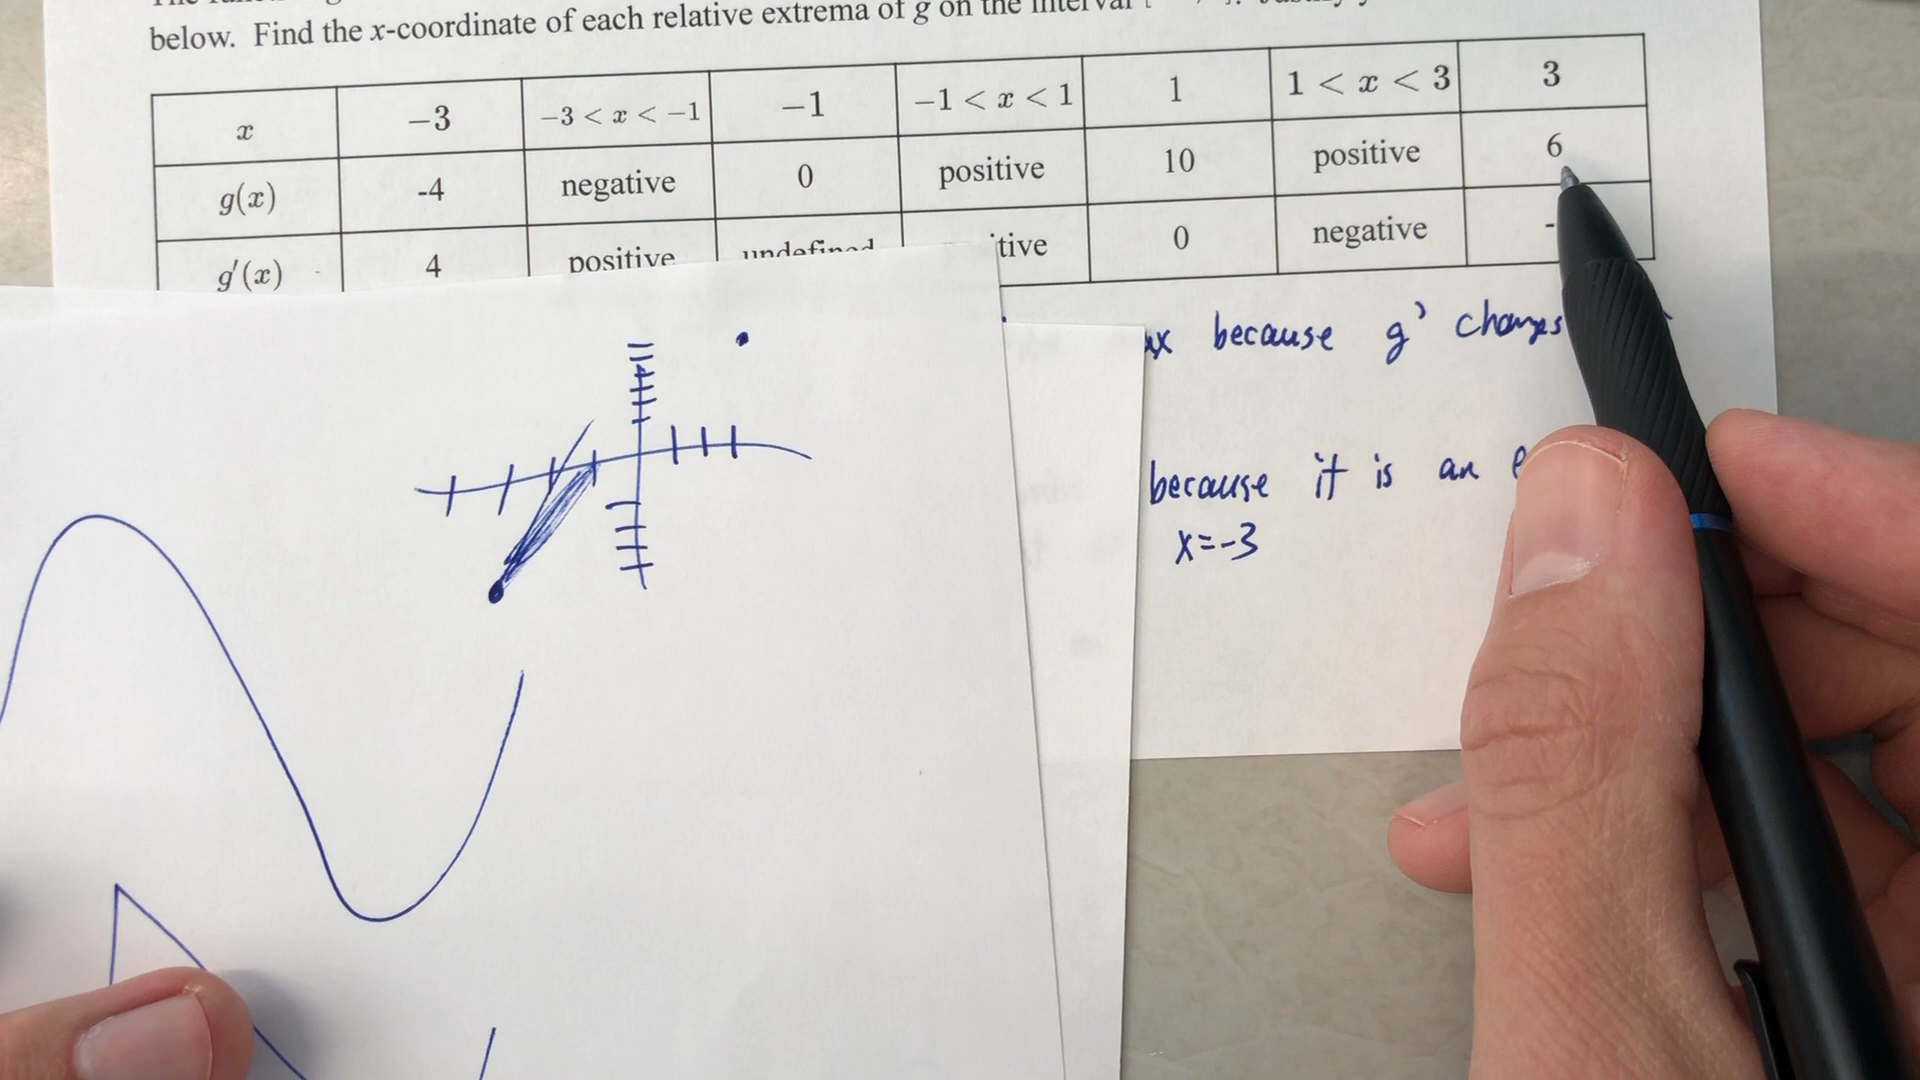 below. Find the x-coordinate of each relative extrema of g on the interval
x −3 −3 < x < −1 −1 −1 < x < 1 1 1 < x < 3 3
g(x) -4 negative 0 positive 10 positive 6
g′(x) 4 positive undefined 0 negative
because g' changes
because it is an
x=-3